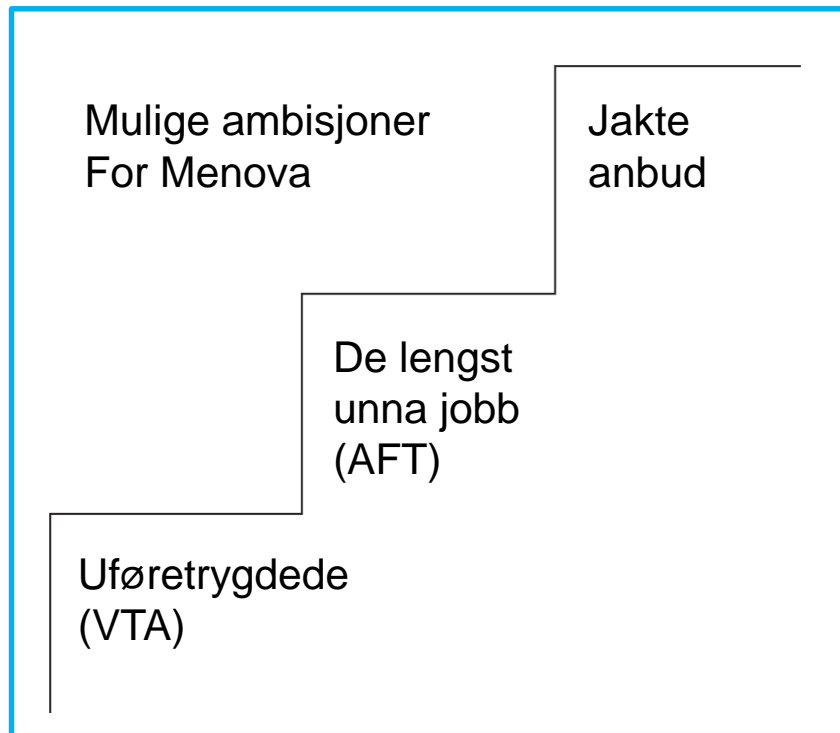 Mulige ambisjoner
For Menova
Jakte
anbud
De lengst
unna jobb
(AFT)
Uføretrygdede
(VTA)